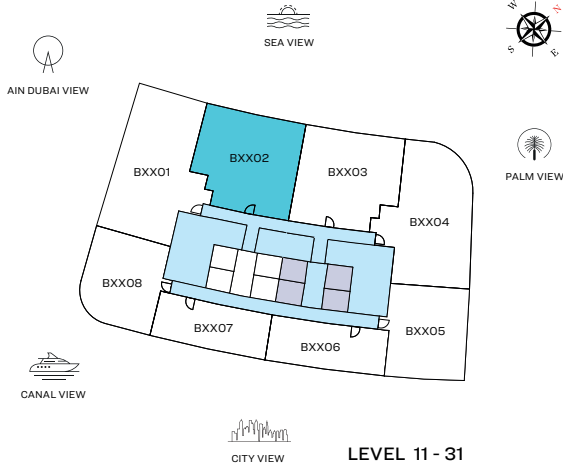 W
N
S
E
SEA VIEW
AIN DUBAI VIEW
PALM VIEW
BXX01
BXX02
BXX03
BXX04
BXX08
BXX07
BXX06
BXX05
CANAL VIEW
CITY VIEW
LEVEL 11 - 31